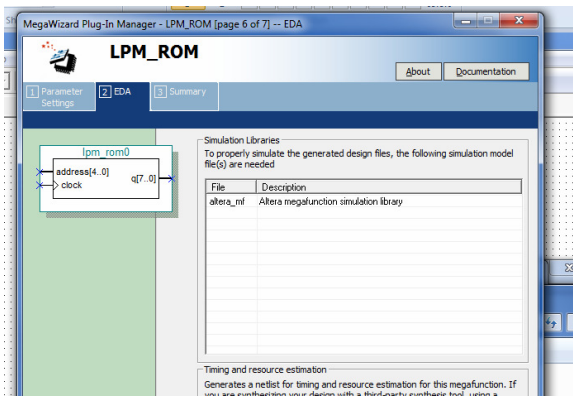 MegaWizard Plug-In Manager - LPM_ROM [page 6 of 7] -- EDA
LPM_ROM
About
Documentation
1 Parameter Settings
2 EDA
3 Summary
lpm_rom0
address[4..0]
clock
q[7..0]
Simulation Libraries
To properly simulate the generated design files, the following simulation model
file(s) are needed
File Description
altera_mf Altera megafunction simulation library
Timing and resource estimation
Generates a netlist for timing and resource estimation for this megafunction. If
you are synthesizing your design with a third-party synthesis tool, using a